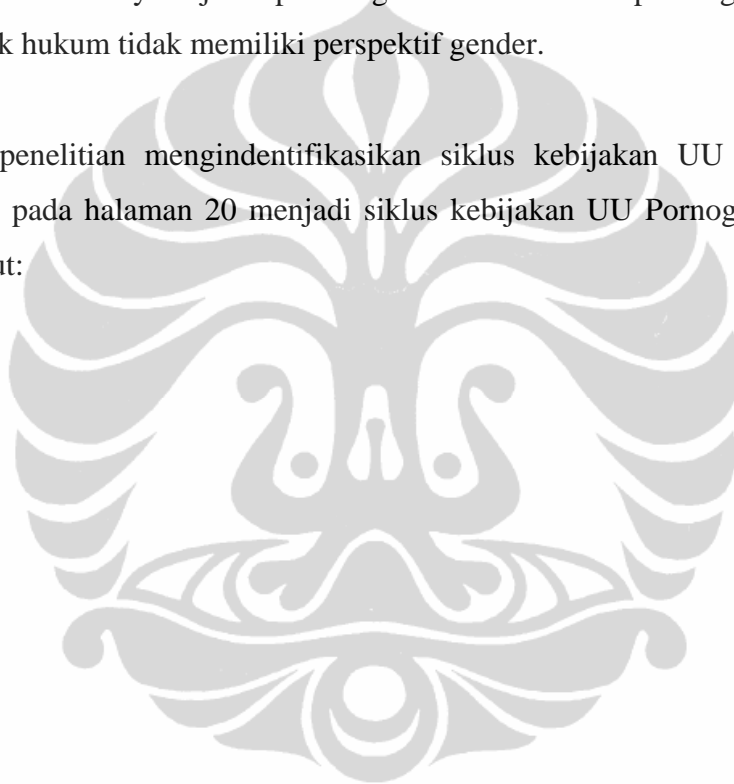 k hukum tidak memiliki perspektif gender.
penelitian mengindentifikasikan siklus kebijakan UU
pada halaman 20 menjadi siklus kebijakan UU Pornog
ut: